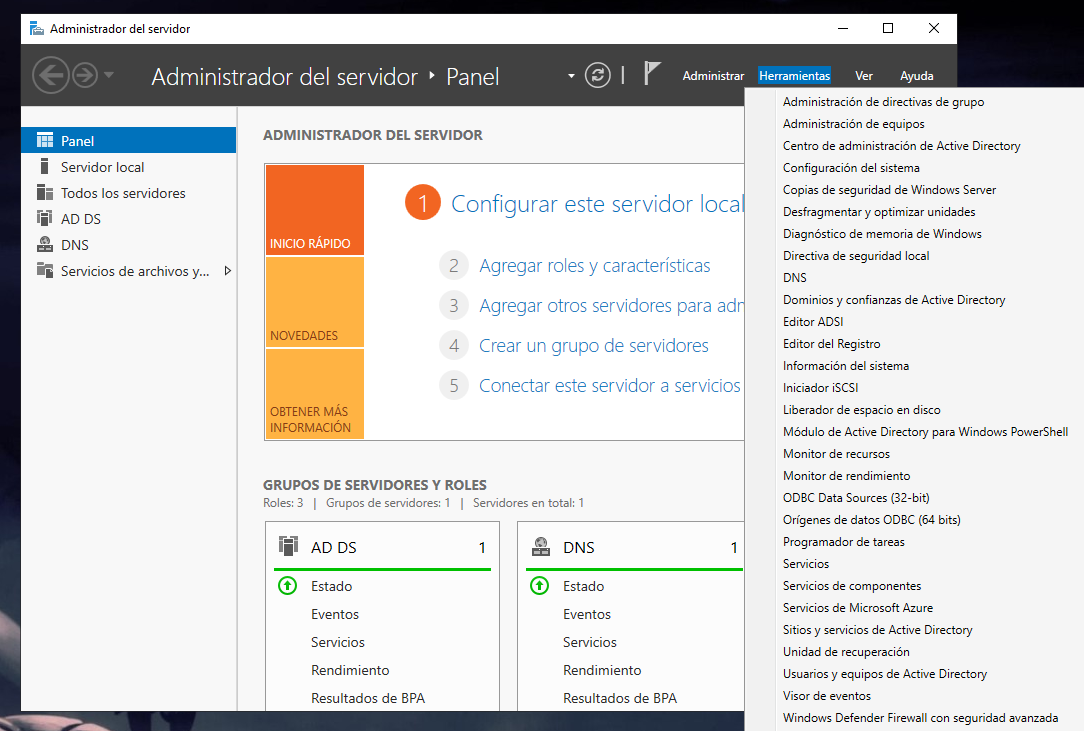 Administrador del servidor
Administrador del servidor ‣ Panel
Administrar Herramientas Ver Ayuda
Panel
Servidor local
Todos los servidores
AD DS
DNS
Servicios de archivos y...
ADMINISTRADOR DEL SERVIDOR
INICIO RÁPIDO
NOVEDADES
OBTENER MÁS
INFORMACIÓN
1 Configurar este servidor local
2 Agregar roles y características
3 Agregar otros servidores para adm
4 Crear un grupo de servidores
5 Conectar este servidor a servicios
GRUPOS DE SERVIDORES Y ROLES
Roles: 3 | Grupos de servidores: 1 | Servidores en total: 1
AD DS 1
Estado
Eventos
Servicios
Rendimiento
Resultados de BPA
DNS 1
Estado
Eventos
Servicios
Rendimiento
Resultados de BPA
Administración de directivas de grupo
Administración de equipos
Centro de administración de Active Directory
Configuración del sistema
Copias de seguridad de Windows Server
Desfragmentar y optimizar unidades
Diagnóstico de memoria de Windows
Directiva de seguridad local
DNS
Dominios y confianzas de Active Directory
Editor ADSI
Editor del Registro
Información del sistema
Iniciador iSCSI
Liberador de espacio en disco
Módulo de Active Directory para Windows PowerShell
Monitor de recursos
Monitor de rendimiento
ODBC Data Sources (32-bit)
Orígenes de datos ODBC (64 bits)
Programador de tareas
Servicios
Servicios de componentes
Servicios de Microsoft Azure
Sitios y servicios de Active Directory
Unidad de recuperación
Usuarios y equipos de Active Directory
Visor de eventos
Windows Defender Firewall con seguridad avanzada